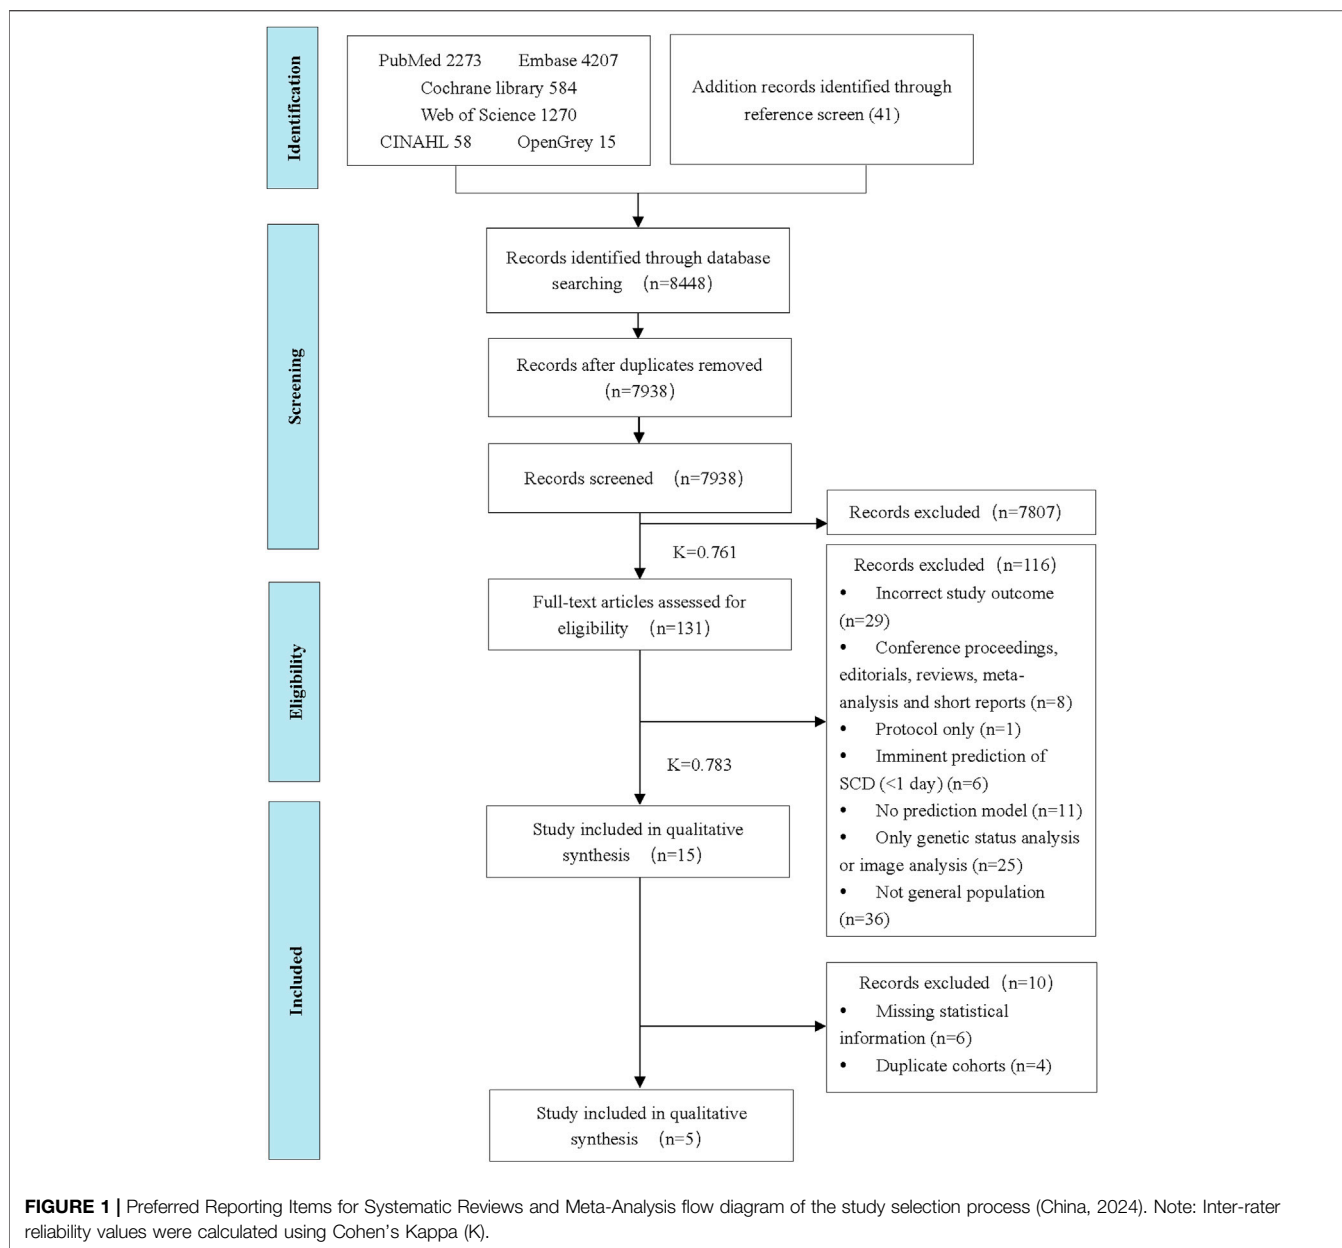 Identification
PubMed 2273 Embase 4207
Cochrane library 584
Web of Science 1270
CINAHL 58 OpenGrey 15
Addition records identified through
reference screen (41)
Screening
Records identified through database
searching (n=8448)
Records after duplicates removed
(n=7938)
Records screened (n=7938)
Records excluded (n=7807)
K=0.761
Eligibility
Full-text articles assessed for
eligibility (n=131)
Records excluded (n=116)
• Incorrect study outcome
(n=29)
• Conference proceedings,
editorials, reviews, meta-
analysis and short reports (n=8)
• Protocol only (n=1)
• Imminent prediction of
SCD (<1 day) (n=6)
• No prediction model (n=11)
• Only genetic status analysis
or image analysis (n=25)
• Not general population
(n=36)
K=0.783
Included
Study included in qualitative
synthesis (n=15)
Records excluded (n=10)
• Missing statistical
information (n=6)
• Duplicate cohorts (n=4)
Study included in qualitative
synthesis (n=5)
FIGURE 1 | Preferred Reporting Items for Systematic Reviews and Meta-Analysis flow diagram of the study selection process (China, 2024). Note: Inter-rater
reliability values were calculated using Cohen's Kappa (K).